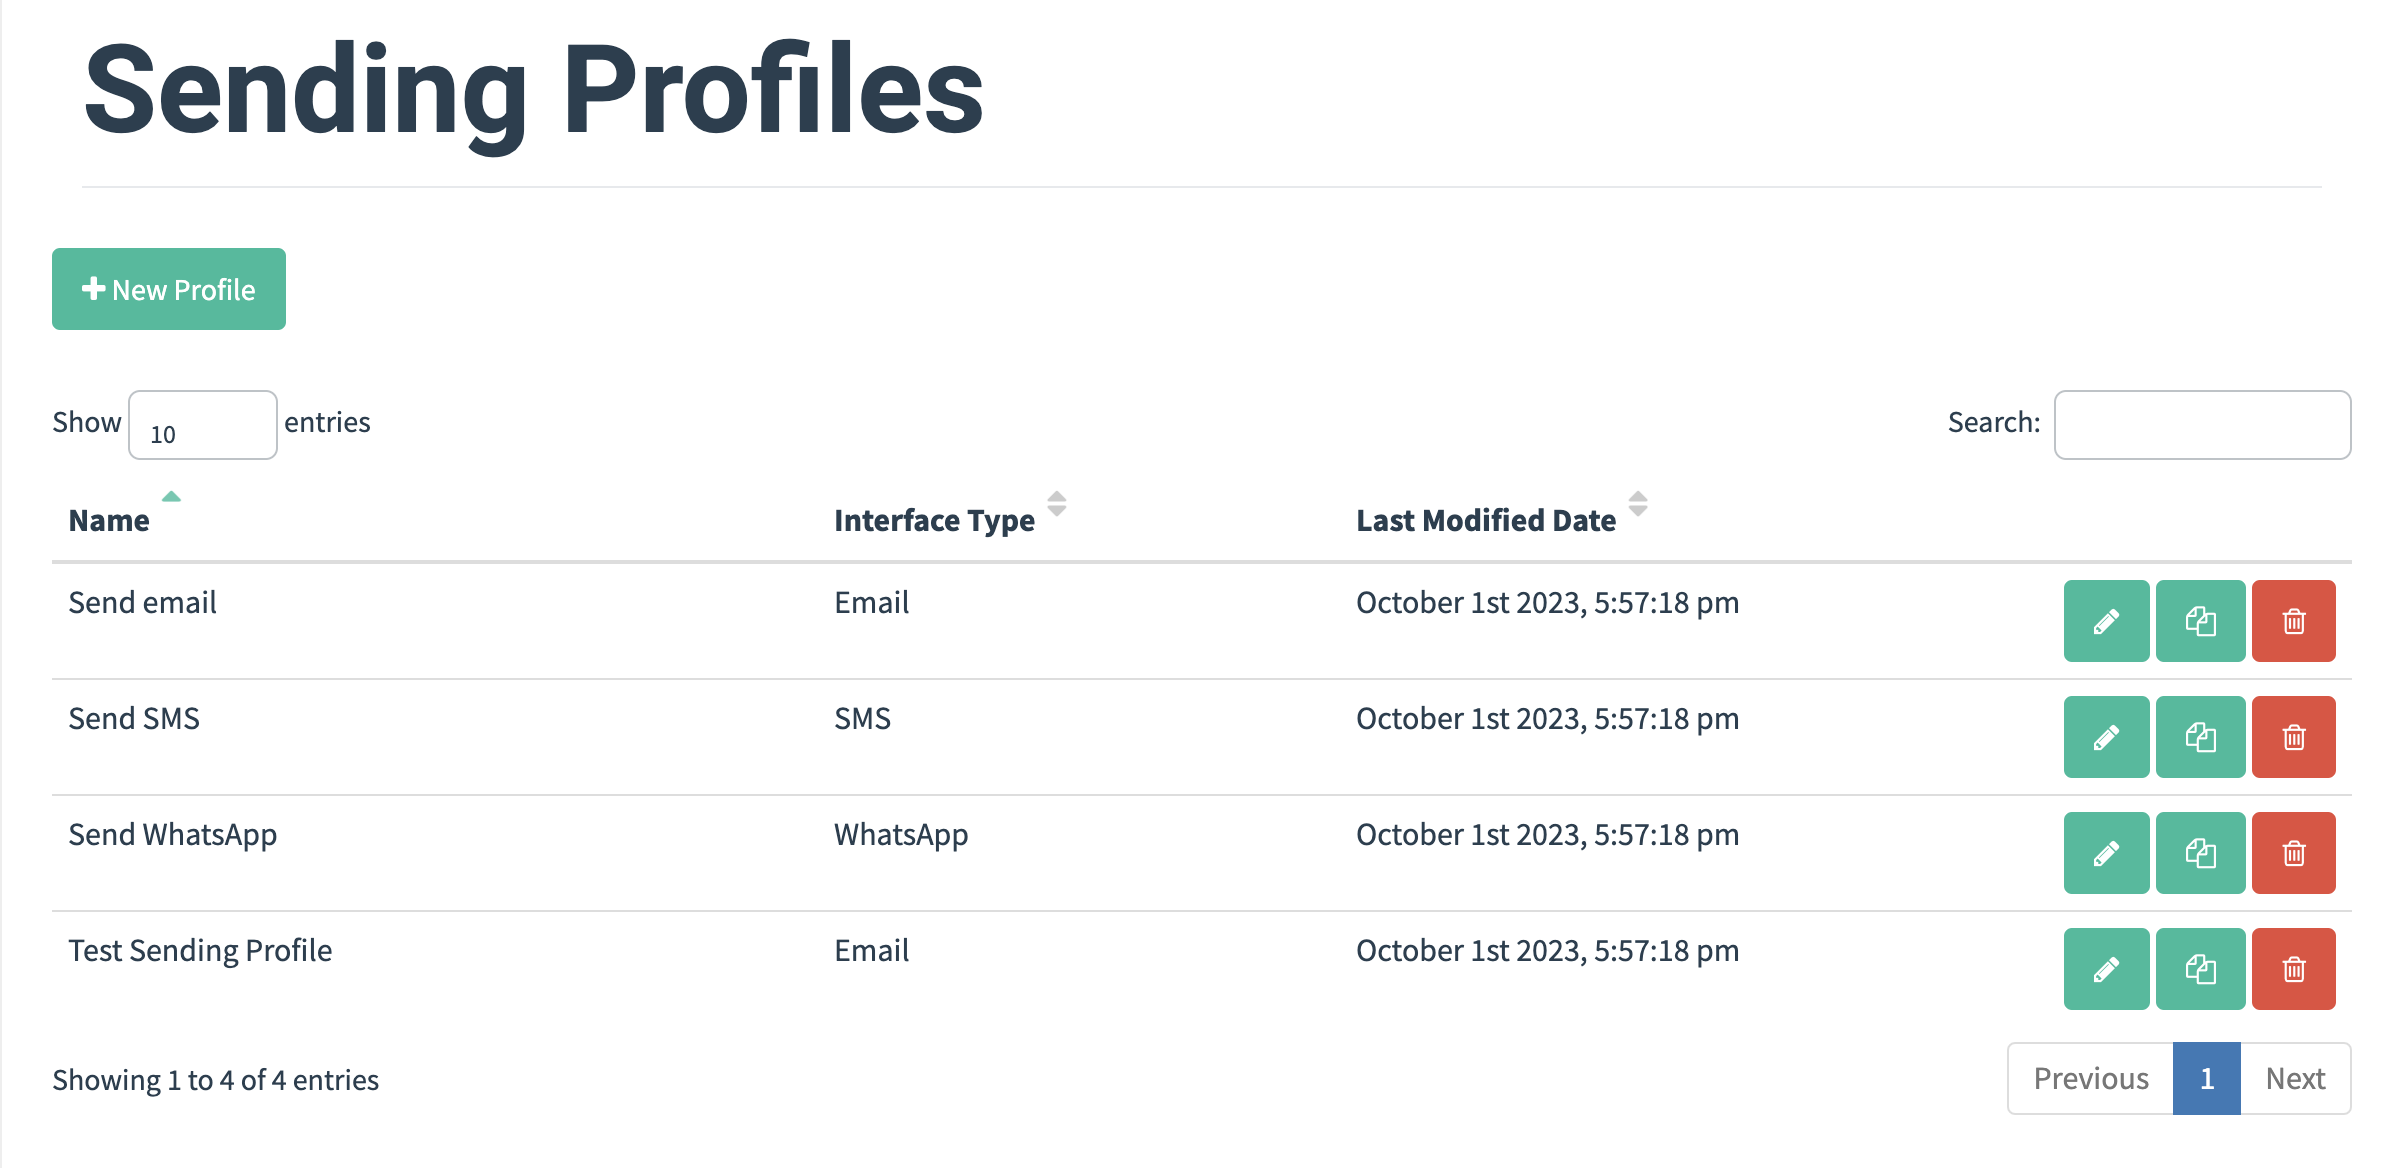 Sending Profiles
New Profile
Show 10 entries Search:
Name Interface Type Last Modified Date
Send email Email October 1st 2023, 5:57:18 pm
Send SMS SMS October 1st 2023, 5:57:18 pm
Send WhatsApp WhatsApp October 1st 2023, 5:57:18 pm
Test Sending Profile Email October 1st 2023, 5:57:18 pm
Showing 1 to 4 of 4 entries Previous 1 Next